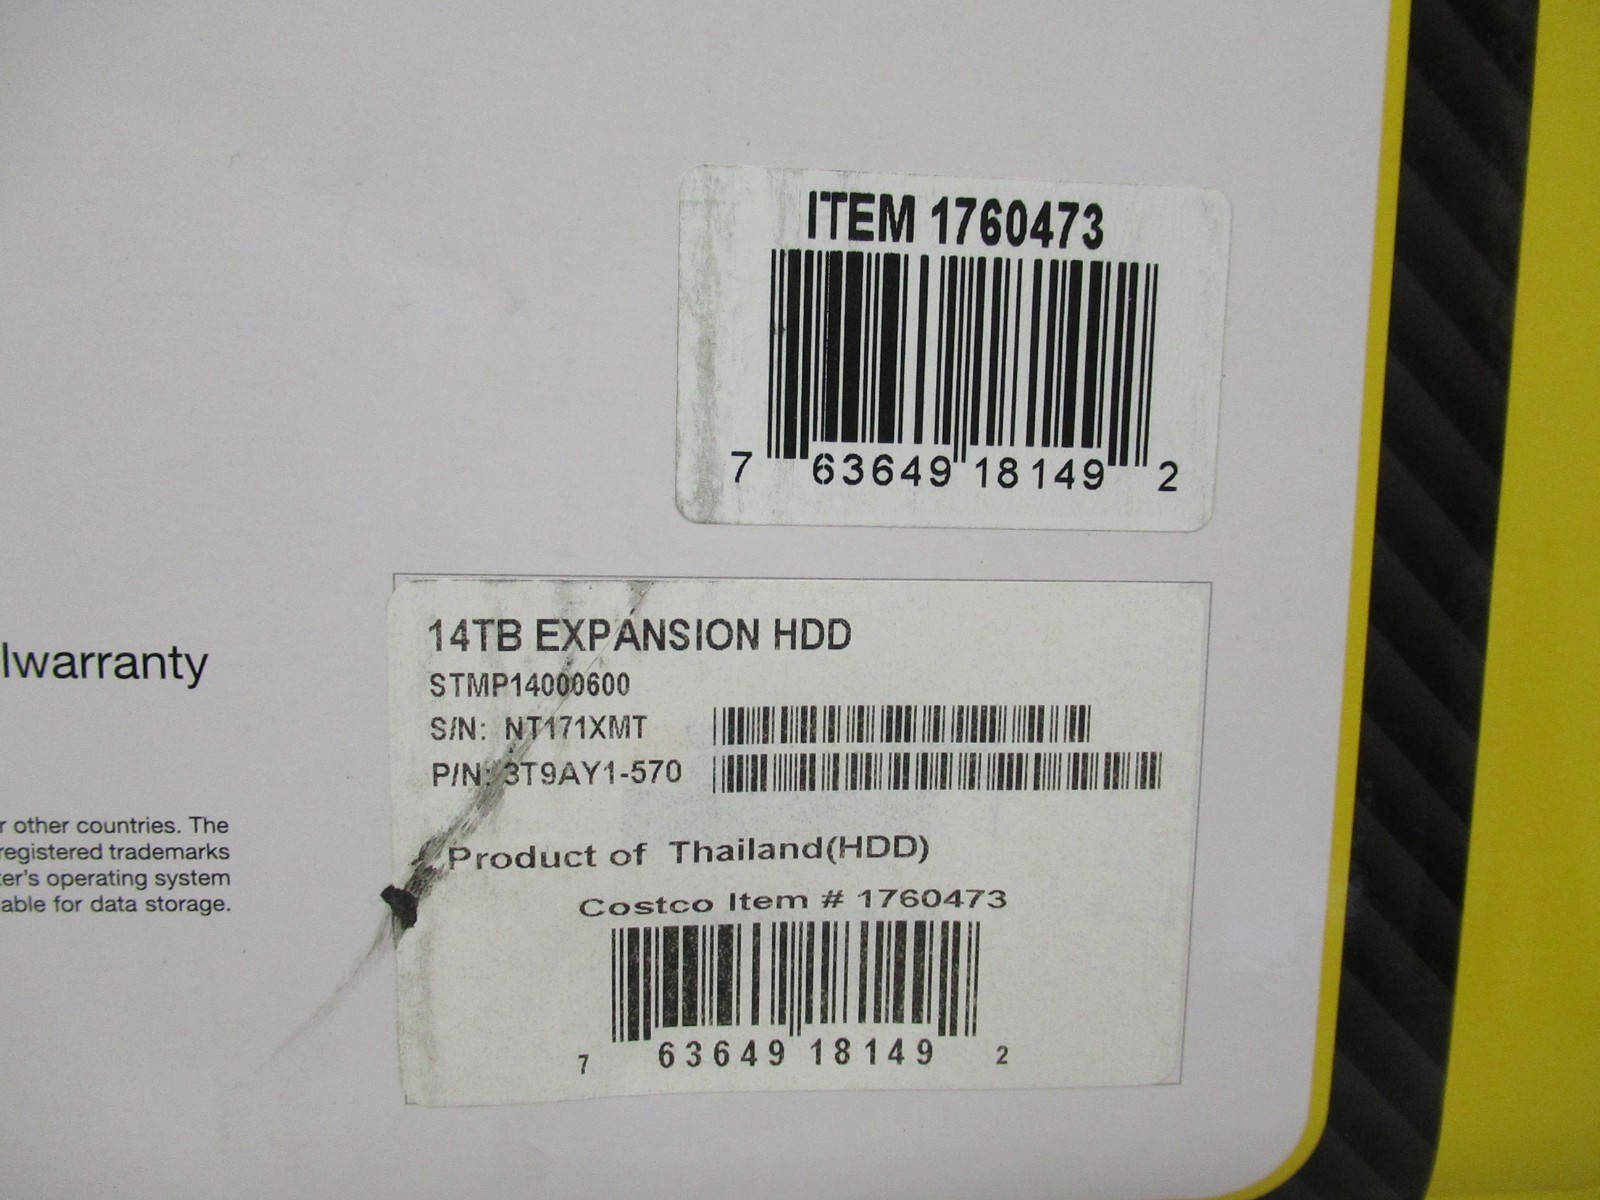 ITEM 1760473
7 63649 18149 2
lwarranty
r other countries. The
registered trademarks
er's operating system
able for data storage.
14TB EXPANSION HDD
STMP14000600
S/N: NT171XMT
P/N: 3T9AY1-570
Product of Thailand(HDD)
Costco Item # 1760473
7 63649 18149 2